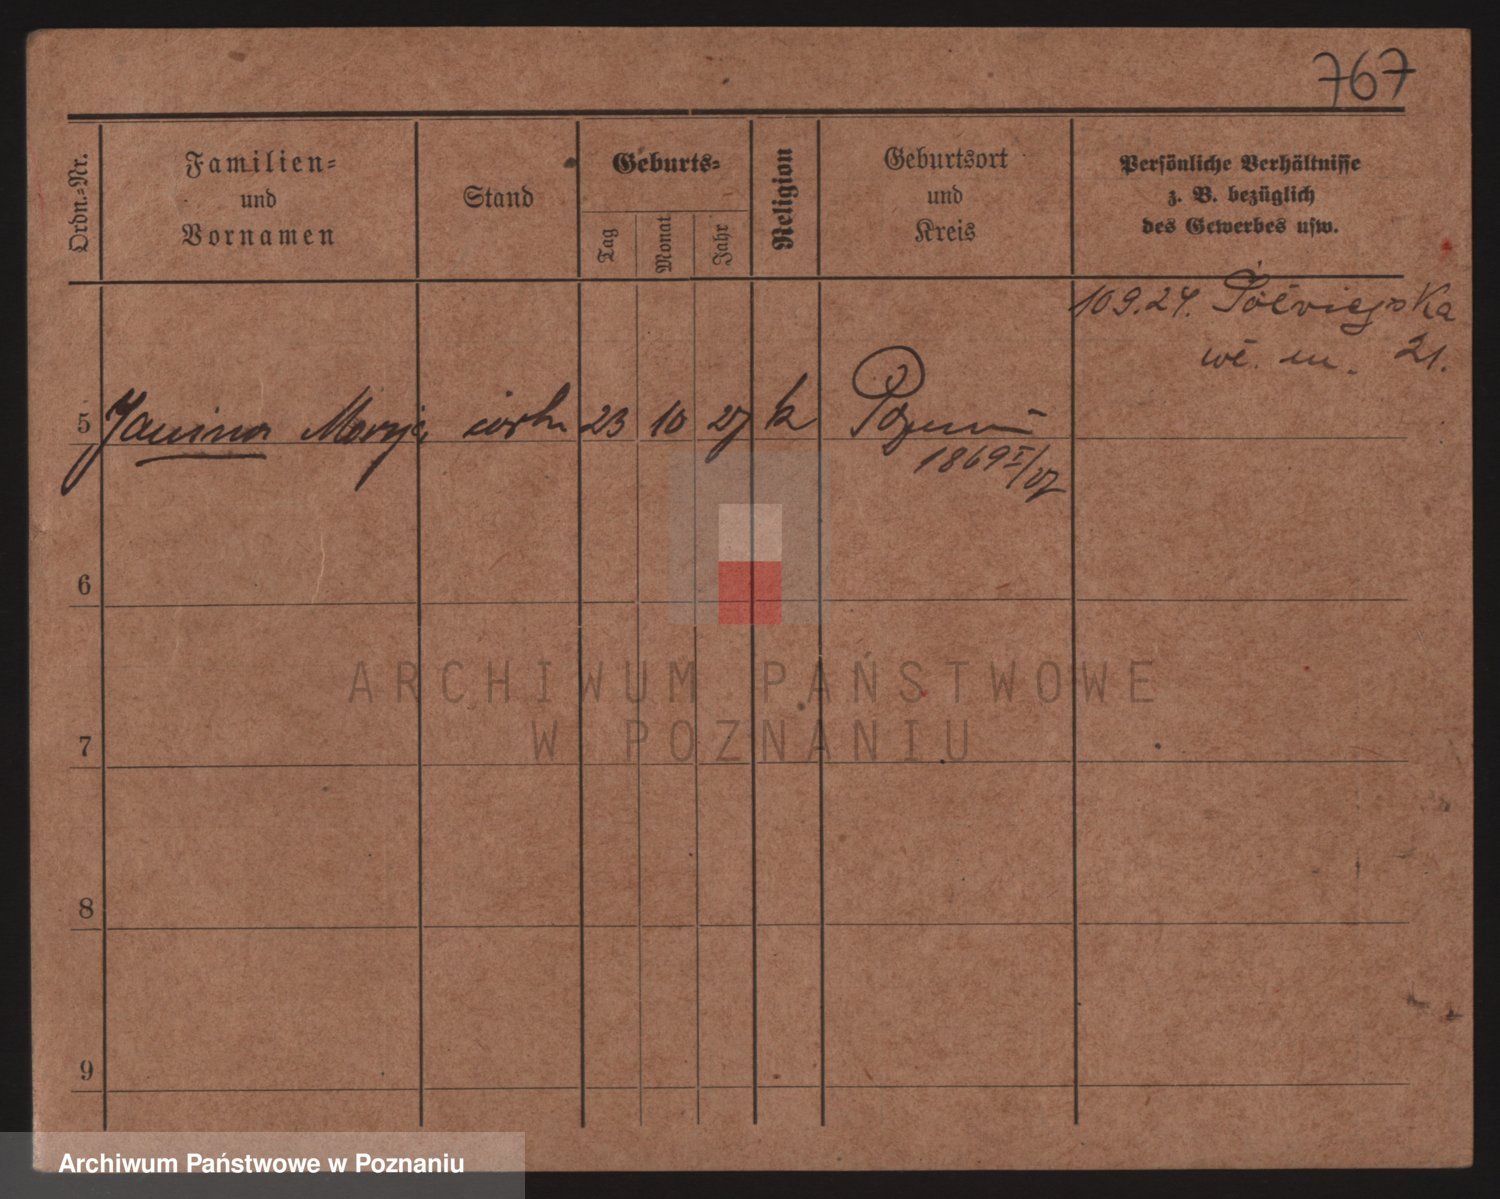 767
Ordn.-Nr.
Familien-
und
Vornamen
Stand
Geburts-
Tag
Monat
Jahr
Religion
Geburtsort
und
Kreis
Persönliche Verhältnisse
z. B. bezüglich
des Gewerbes usw.
10 9.24. Półwiejska
21.
5 Janina Marja córka 23 10 27 k Poznań
1869 I/27
6
7
8
9
ARCHIWUM PAŃSTWOWE
W POZNANIU
Archiwum Państwowe w Poznaniu